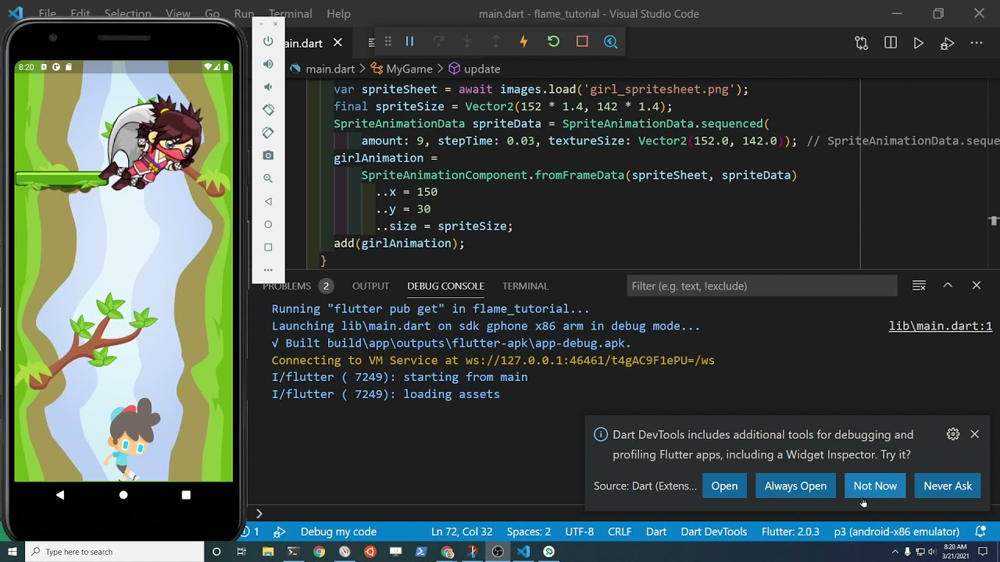 File Edit Selection View Go Run Terminal Help
main.dart - flame_tutorial - Visual Studio Code
ain.dart
main.dart > MyGame > update
8:20
var spriteSheet = await images.load('girl_spritesheet.png');
final spriteSize = Vector2(152 * 1.4, 142 * 1.4);
SpriteAnimationData spriteData = SpriteAnimationData.sequenced(
amount: 9, stepTime: 0.03, textureSize: Vector2(152.0, 142.0)); // SpriteAnimationData.seque
girlAnimation =
SpriteAnimationComponent.fromFrameData(spriteSheet, spriteData)
..x = 150
..y = 30
..size = spriteSize;
add(girlAnimation);
}
PROBLEMS 2 OUTPUT DEBUG CONSOLE TERMINAL
Filter (e.g. text, !exclude)
Running "flutter pub get" in flame_tutorial...
Launching lib\main.dart on sdk gphone x86 arm in debug mode...
lib\main.dart:1
√ Built build\app\outputs\flutter-apk\app-debug.apk.
Connecting to VM Service at ws://127.0.0.1:46461/t4gAC9F1ePU=/ws
I/flutter ( 7249): starting from main
I/flutter ( 7249): loading assets
Dart DevTools includes additional tools for debugging and
profiling Flutter apps, including a Widget Inspector. Try it?
Source: Dart (Extens... Open Always Open Not Now Never Ask
1 Debug my code Ln 72, Col 32 Spaces: 2 UTF-8 CRLF Dart Dart DevTools Flutter: 2.0.3 p3 (android-x86 emulator)
Type here to search
8:20 AM
3/21/2021